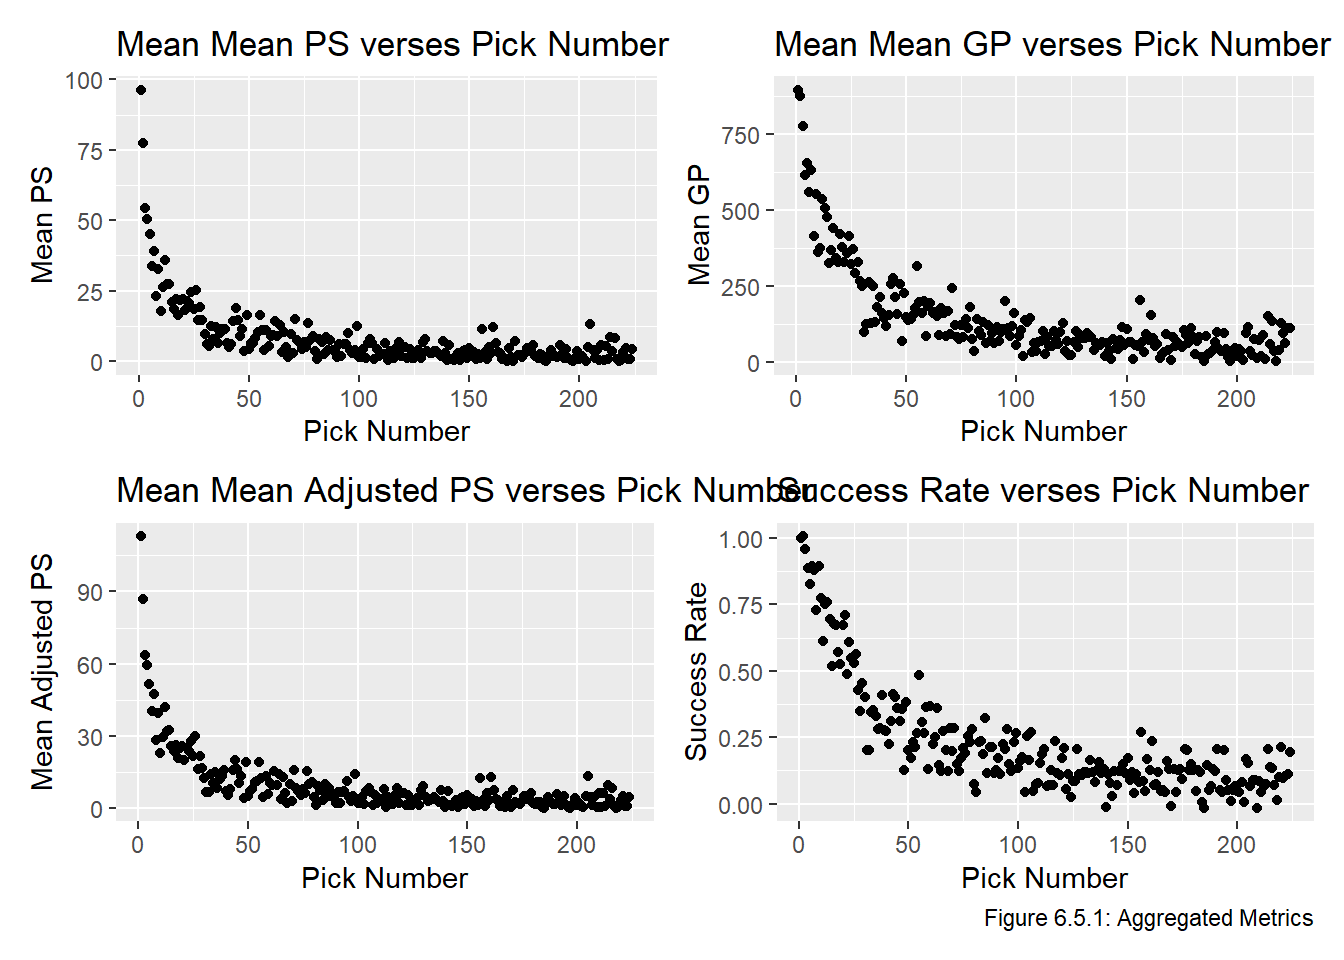 Mean Mean PS verses Pick Number
Mean PS
100
75
50
25
0
0 50 100 150 200
Pick Number
Mean Mean GP verses Pick Number
Mean GP
750
500
250
0
0 50 100 150 200
Pick Number
Mean Mean Adjusted PS verses Pick Number
Mean Adjusted PS
90
60
30
0
0 50 100 150 200
Pick Number
Success Rate verses Pick Number
Success Rate
1.00
0.75
0.50
0.25
0.00
0 50 100 150 200
Pick Number
Figure 6.5.1: Aggregated Metrics